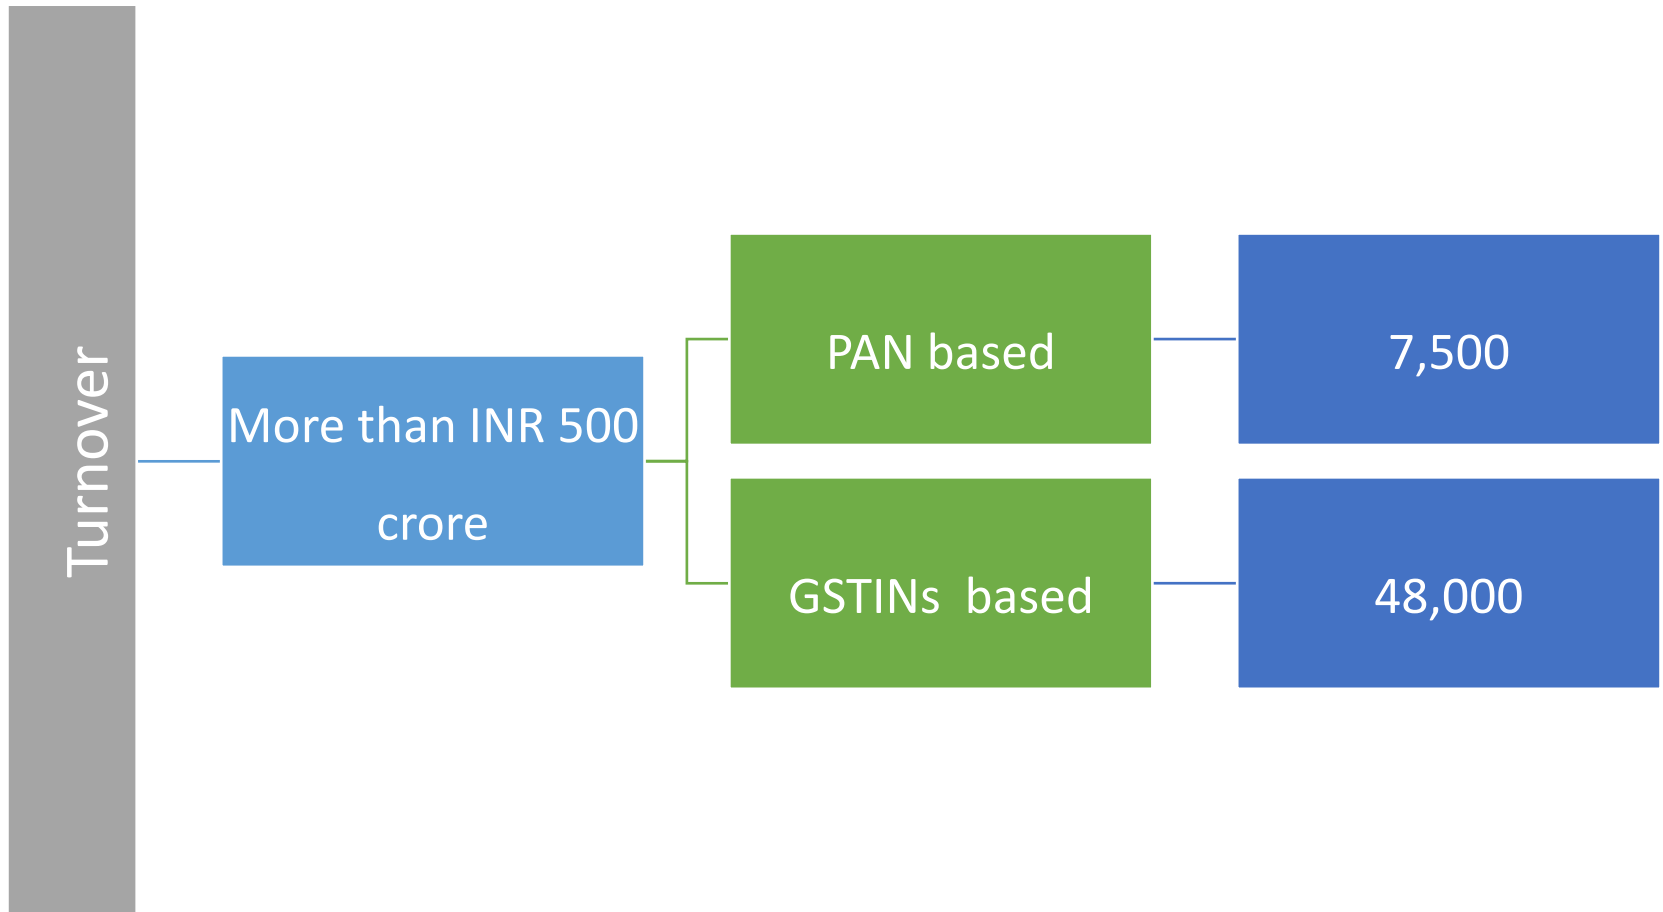 Turnover
More than INR 500
crore
PAN based
7,500
GSTINs  based
48,000